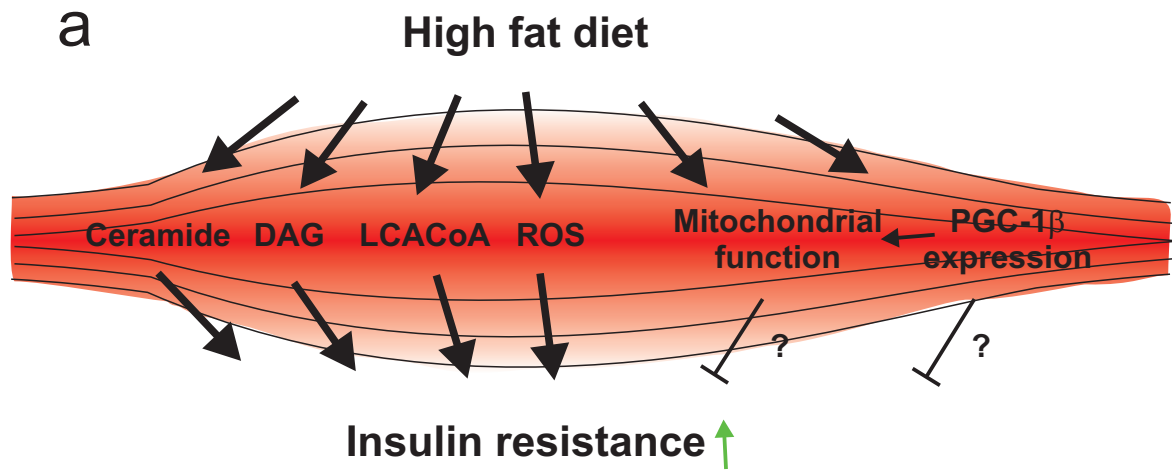 a
High fat diet
Ceramide DAG LCACoA ROS
Mitochondrial function
PGC-1β expression
? ?
Insulin resistance